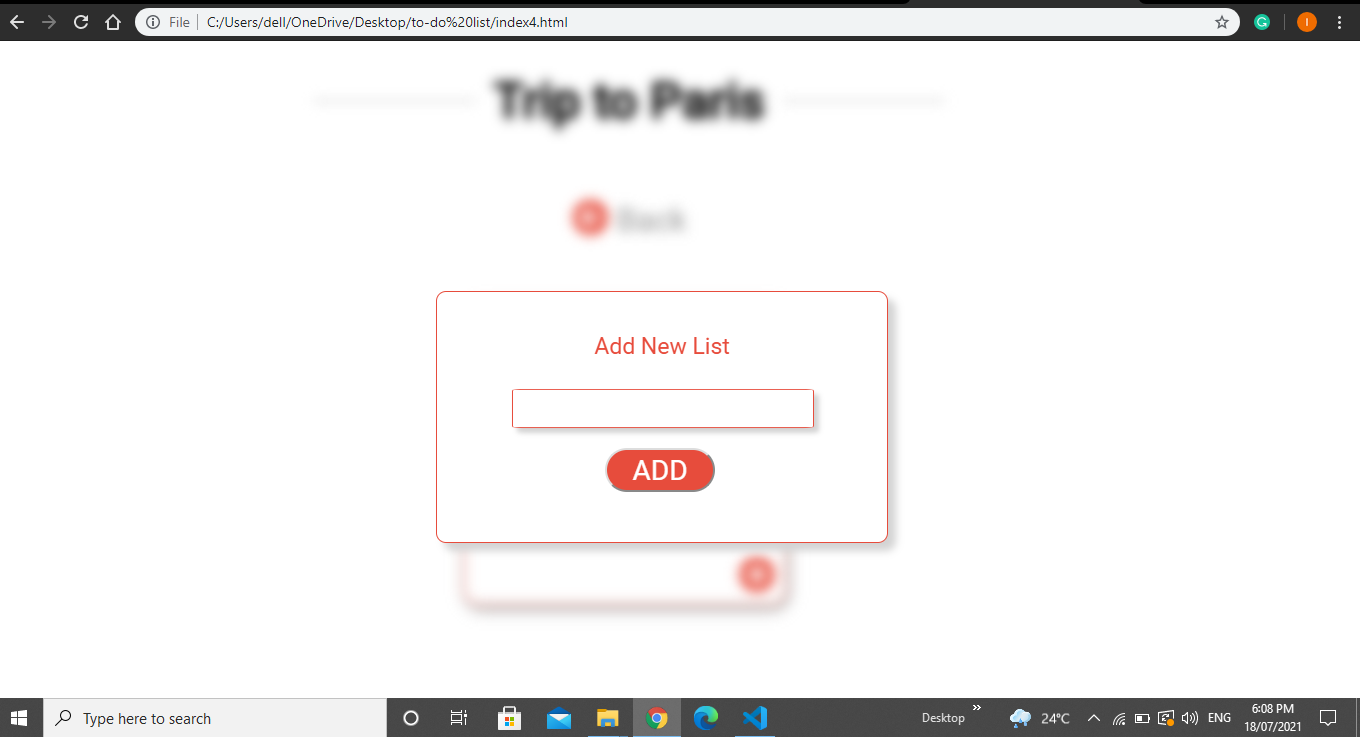 File C:/Users/dell/OneDrive/Desktop/to-do%20list/index4.html
I
Trip to Paris
Back
Add New List
ADD
Type here to search
Desktop
»
24°C
ENG
6:08 PM
18/07/2021